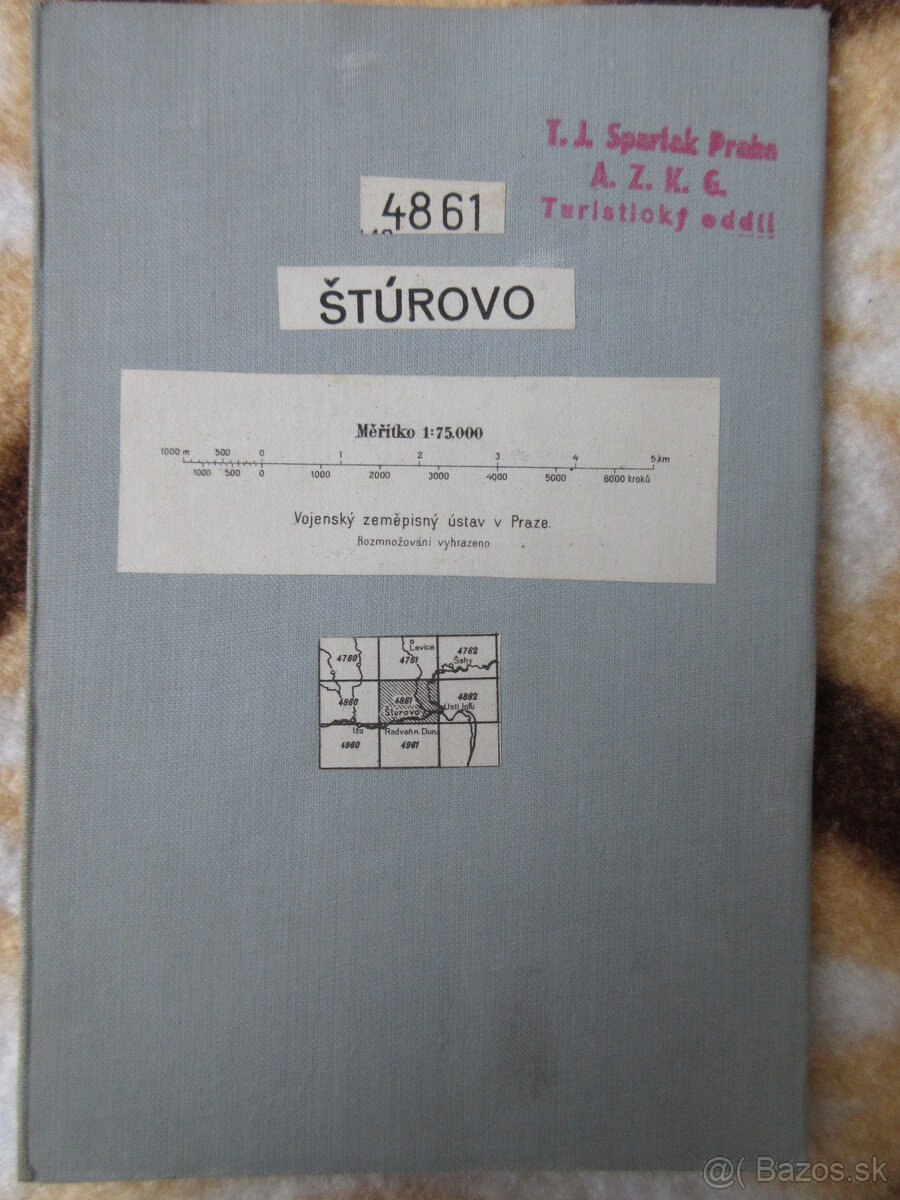 T. J. Spartak Praha
A. Z. K. G.
Turistický oddíl
4861
ŠTÚROVO
Měřítko 1:75.000
1000 m 500 0 1 2 3 4 5 km
1000 500 0 1000 2000 3000 4000 5000 6000 kroků
Vojenský zeměpisný ústav v Praze.
Rozmnožování vyhrazeno
Levice
4760 4761 4762
Šahy
4860 4861 4862
Štúrovo Ústí Ipľu
Iža Radvaň n. Dun.
4960 4961
@( Bazos.sk